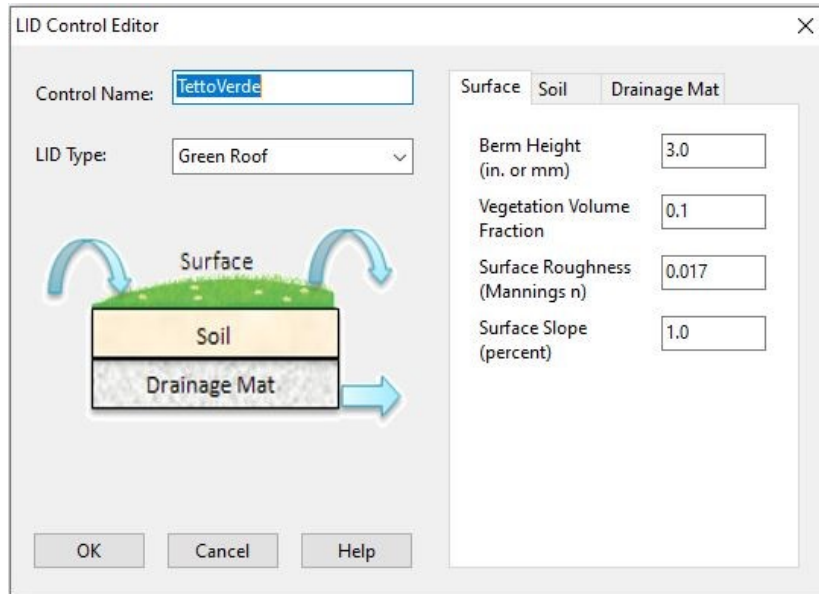 LID Control Editor
Control Name:
TettoVerde
LID Type:
Green Roof
Surface
Soil
Drainage Mat
OK
Cancel
Help
Surface
Soil
Drainage Mat
Berm Height
(in. or mm)
3.0
Vegetation Volume
Fraction
0.1
Surface Roughness
(Mannings n)
0.017
Surface Slope
(percent)
1.0